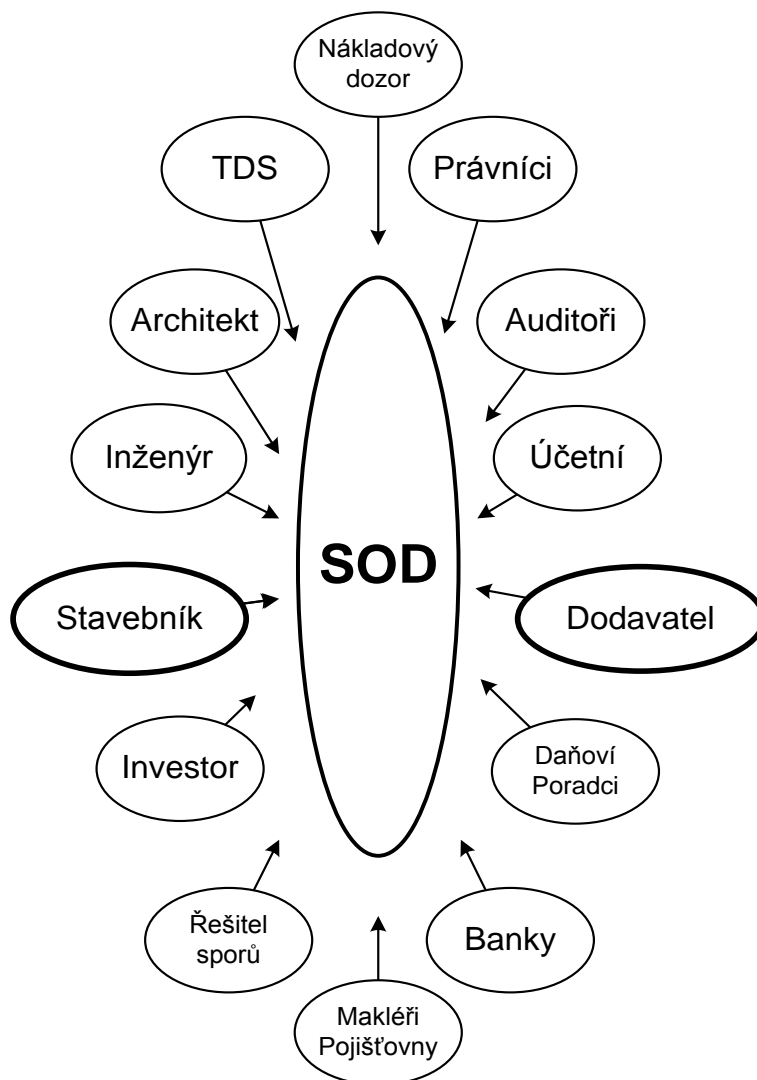 Nákladový
dozor
TDS
Právníci
Architekt
Auditoři
Inženýr
Účetní
SOD
Stavebník
Dodavatel
Investor
Daňoví
Poradci
Řešitel
sporů
Banky
Makléři
Pojišťovny